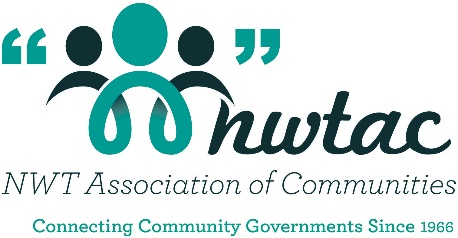 “ ”
nwtac
NWT Association of Communities
Connecting Community Governments Since 1966